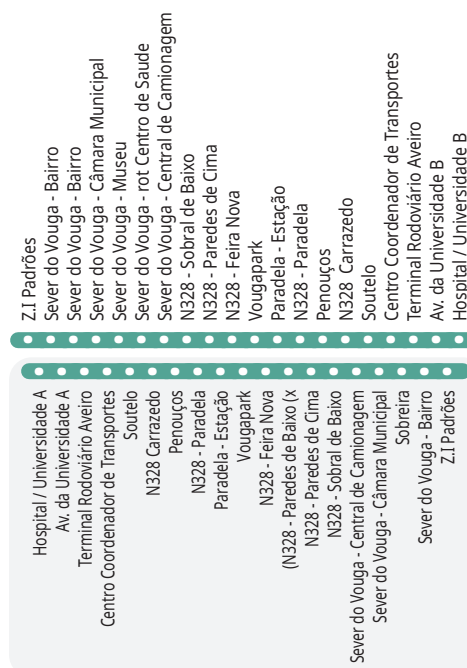 Z.I Padrões
Sever do Vouga - Bairro
Sever do Vouga - Bairro
Sever do Vouga - Câmara Municipal
Sever do Vouga - Museu
Sever do Vouga - rot Centro de Saude
Sever do Vouga - Central de Camionagem
N328 - Sobral de Baixo
N328 - Paredes de Cima
N328 - Feira Nova
Vougapark
Paradela - Estação
N328 - Paradela
Penouços
N328 Carrazedo
Soutelo
Centro Coordenador de Transportes
Terminal Rodoviário Aveiro
Av. da Universidade B
Hospital / Universidade B
Hospital / Universidade A
Av. da Universidade A
Terminal Rodoviário Aveiro
Centro Coordenador de Transportes
Soutelo
N328 Carrazedo
Penouços
N328 - Paradela
Paradela - Estação
Vougapark
N328 - Feira Nova
(N328 - Paredes de Baixo (x
N328 - Paredes de Cima
N328 - Sobral de Baixo
Sever do Vouga - Central de Camionagem
Sever do Vouga - Câmara Municipal
Sobreira
Sever do Vouga - Bairro
Z.I Padrões